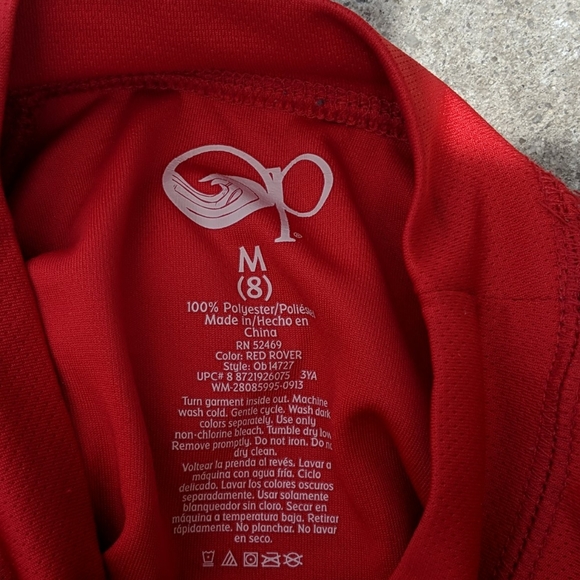 op
M
(8)
100% Polyester/Poliés
Made in/Hecho en
China
RN 52469
Color: RED ROVER
Style: Ob14727
UPC# 8 8721926075 3YA
WM-28085995-0913
Turn garment inside out. Machine
wash cold. Gentle cycle. Wash dark
colors separately. Use only
non-chlorine bleach. Tumble dry low
Remove promptly. Do not iron. Do no
dry clean.
Voltear la prenda al revés. Lavar a
máquina con agua fría. Ciclo
delicado. Lavar los colores oscuros
separadamente. Usar solamente
blanqueador sin cloro. Secar en
máquina a temperatura baja. Retirar
rápidamente. No planchar. No lavar
en seco.